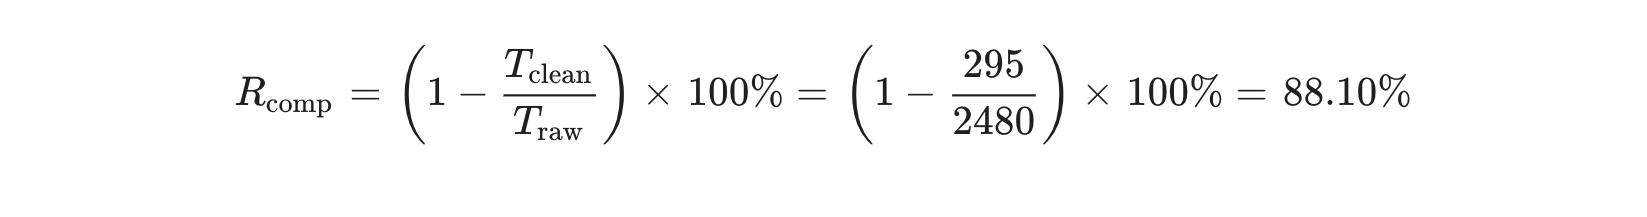 R_comp = (1 − T_clean/T_raw) × 100% = (1 − 295/2480) × 100% = 88.10%